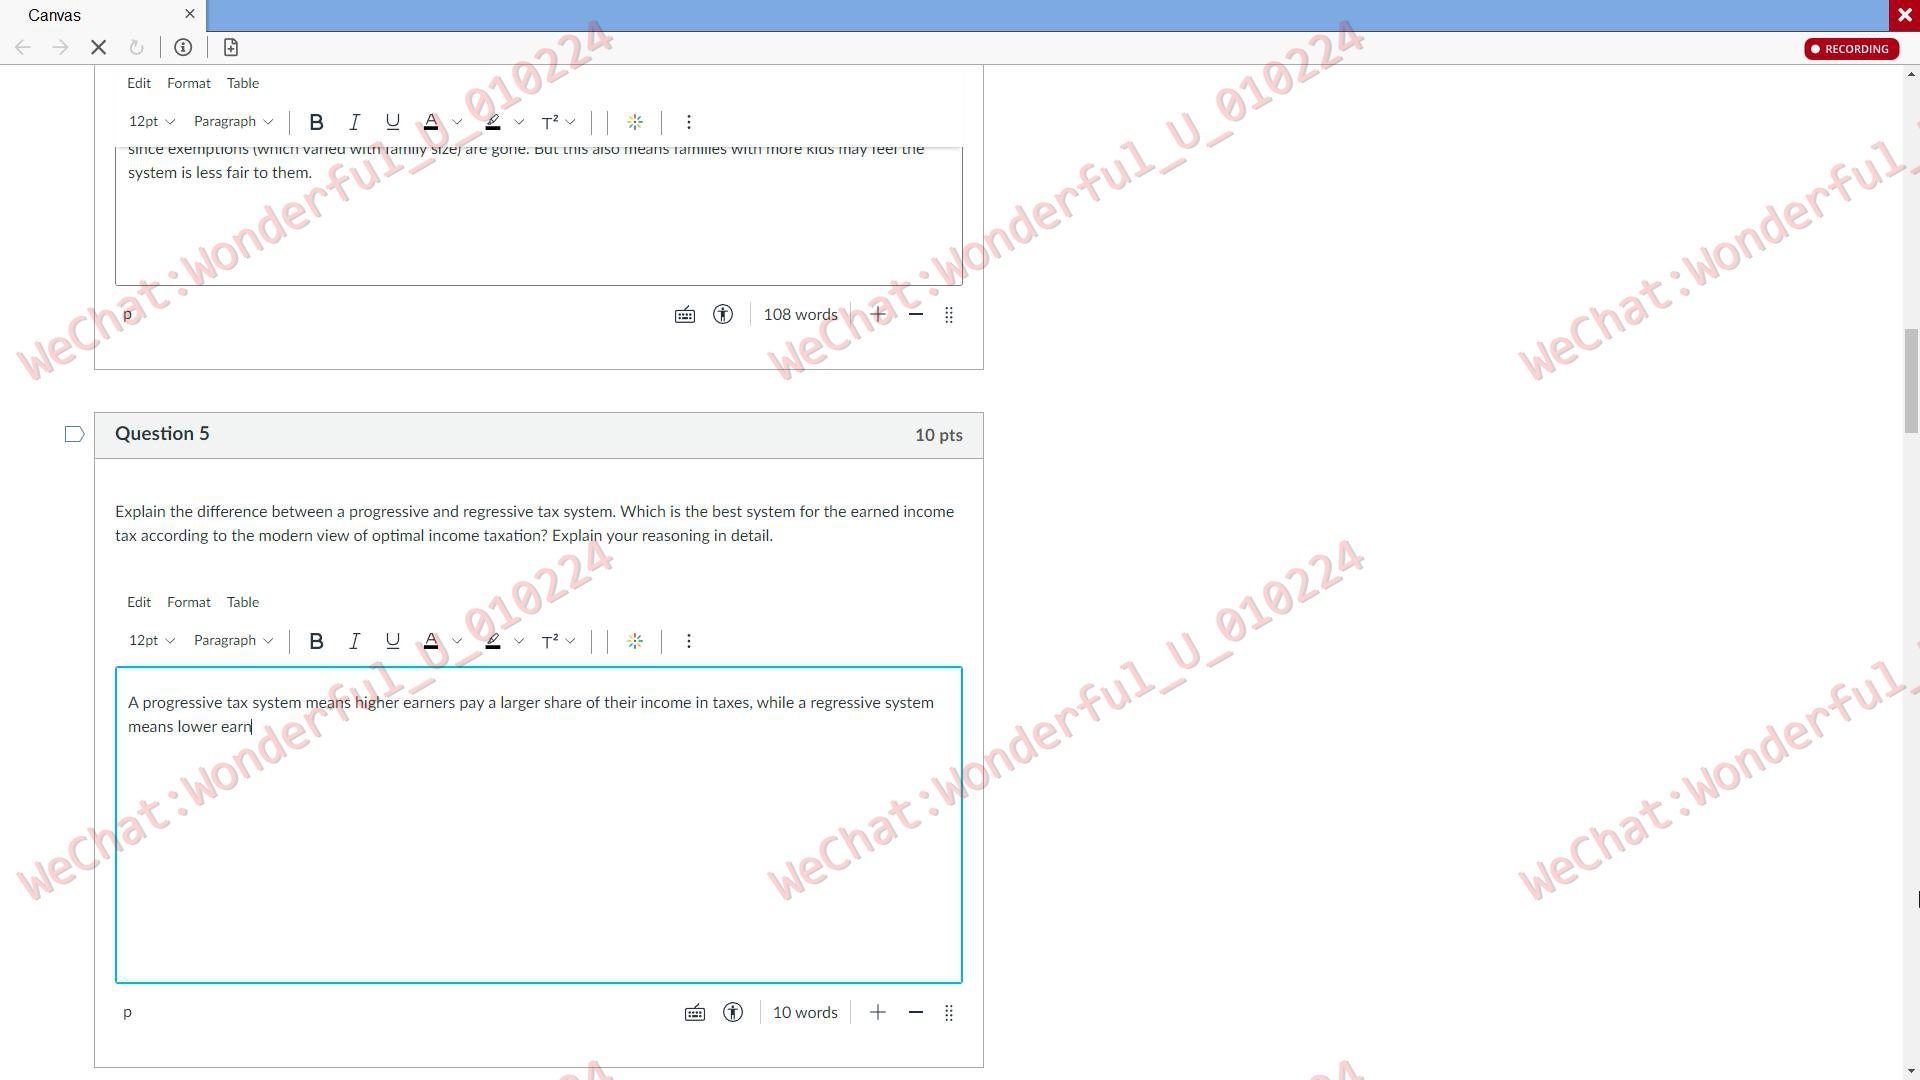 Canvas
RECORDING
Edit Format Table
12pt Paragraph B I U A T²
since exemptions (which varied with family size) are gone. But this also means families with more kids may feel the
system is less fair to them.
p 108 words
Question 5 10 pts
Explain the difference between a progressive and regressive tax system. Which is the best system for the earned income
tax according to the modern view of optimal income taxation? Explain your reasoning in detail.
Edit Format Table
12pt Paragraph B I U A T²
A progressive tax system means higher earners pay a larger share of their income in taxes, while a regressive system
means lower earn
p 10 words
WeChat:Wonderful_U_010224
WeChat:Wonderful_U_010224
WeChat:Wonderful_
WeChat:Wonderful_U_010224
WeChat:Wonderful_U_010224
WeChat:Wonderful_